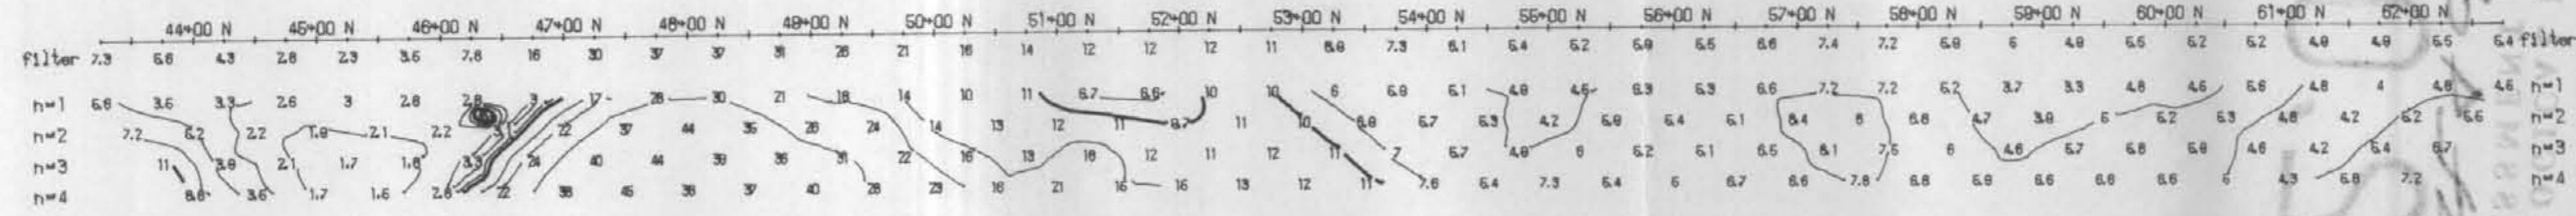 44+00 N 45+00 N 46+00 N 47+00 N 48+00 N 49+00 N 50+00 N 51+00 N 52+00 N 53+00 N 54+00 N 55+00 N 56+00 N 57+00 N 58+00 N 59+00 N 60+00 N 61+00 N 62+00 N
filter 7.3 5.6 4.3 2.8 2.3 3.5 7.8 16 30 37 37 31 26 21 16 14 12 12 12 11 8.8 7.3 6.1 5.4 5.2 5.9 5.5 6.6 7.4 7.2 5.9 5 4.9 5.5 5.2 5.2 4.9 4.9 5.5 5.4 filter
n=1 6.6 3.6 3.3 2.6 3 2.8 2.8 3 17 28 30 21 18 14 10 11 6.7 10 10 6 6.9 6.1 4.9 4.5 5.3 5.3 6.6 7.2 7.2 5.2 3.7 3.3 4.8 4.6 5.6 4.8 4 4.8 4.6 n=1
n=2 7.2 5.2 2.2 1.9 2.1 2.2 22 37 44 35 26 24 14 13 12 11 9.7 11 10 5.7 5.3 4.2 5.9 5.4 5.1 8.4 8 6.8 4.7 3.9 5 5.2 5.3 4.8 4.2 5.2 5.6 n=2
n=3 11 3.9 2.1 1.7 1.8 3.3 24 40 44 39 36 31 22 16 13 18 12 11 12 11 7 5.7 4.9 6 5.2 5.1 6.5 8.1 7.5 6 4.6 5.7 5.8 5.9 4.6 4.2 5.4 6.7 n=3
n=4 8.8 3.6 1.7 1.6 2.8 22 38 45 38 37 40 28 23 18 21 16 16 13 12 11 7.6 5.4 7.3 5.4 5 6.7 6.6 7.8 6.8 5.9 6.6 6.6 6.6 6 4.3 6.8 7.2 n=4